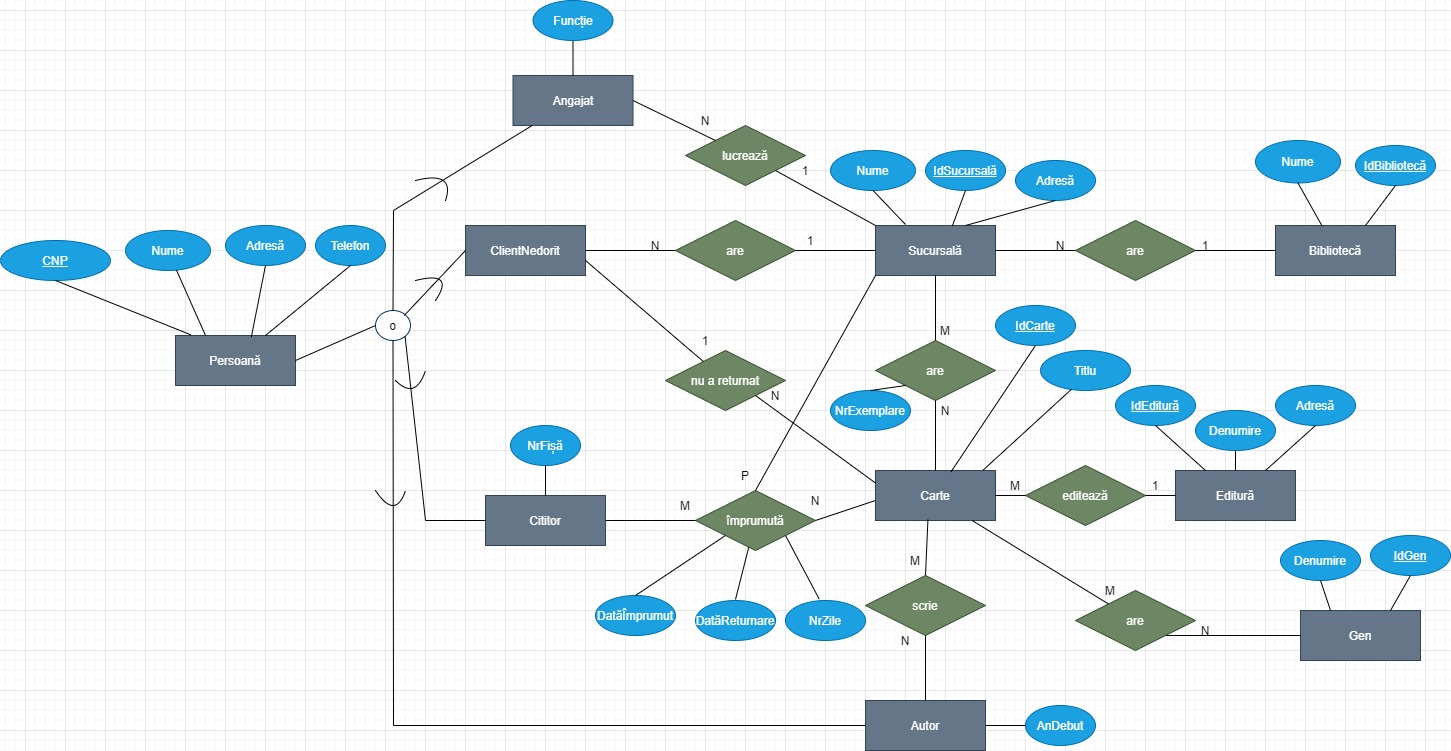 Funcție
Angajat
N
lucrează
1
Nume
IdSucursală
Adresă
Nume
IdBibliotecă
CNP
Nume
Adresă
Telefon
ClientNedorit
N
are
1
Sucursală
N
are
1
Bibliotecă
o
Persoană
1
nu a returnat
N
M
are
NrExemplare
N
IdCarte
Titlu
IdEditură
Denumire
Adresă
NrFișă
Cititor
M
P
împrumută
N
Carte
M
editează
1
Editură
DatăÎmprumut
DatăReturnare
NrZile
M
scrie
N
M
are
N
Denumire
IdGen
Gen
Autor
AnDebut